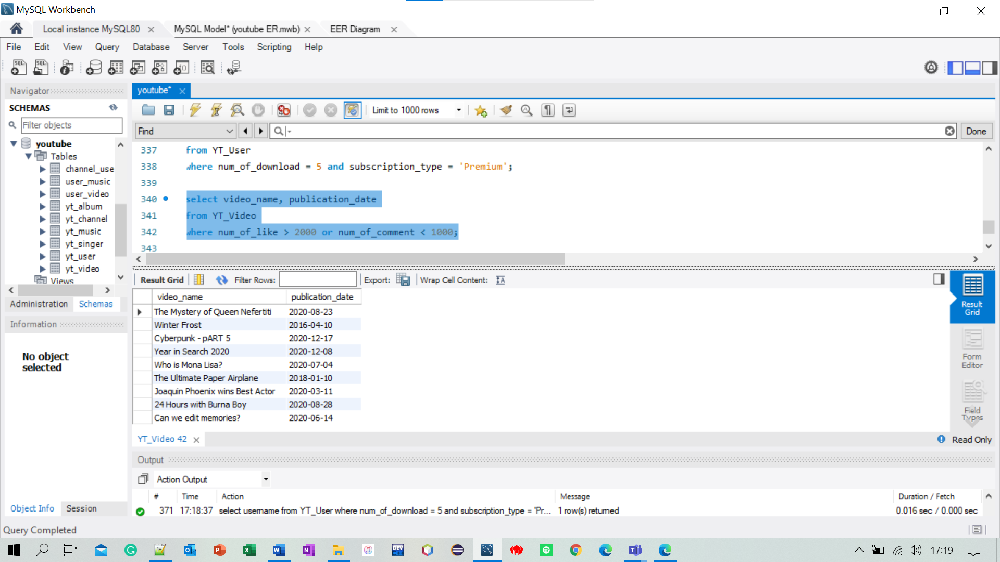 MySQL Workbench
Local instance MySQL80
MySQL Model* (youtube ER.mwb)
EER Diagram
File Edit View Query Database Server Tools Scripting Help
Navigator
SCHEMAS
Filter objects
youtube
Tables
channel_use
user_music
user_video
yt_album
yt_channel
yt_music
yt_singer
yt_user
yt_video
Views
Administration Schemas
Information
No object
selected
Object Info Session
youtube*
Limit to 1000 rows
Find
Done
337 from YT_User
338 where num_of_download = 5 and subscription_type = 'Premium';
339
340 select video_name, publication_date
341 from YT_Video
342 where num_of_like > 2000 or num_of_comment < 1000;
343
Result Grid Filter Rows: Export: Wrap Cell Content:
video_name publication_date
The Mystery of Queen Nefertiti 2020-08-23
Winter Frost 2016-04-10
Cyberpunk - pART 5 2020-12-17
Year in Search 2020 2020-12-08
Who is Mona Lisa? 2020-07-04
The Ultimate Paper Airplane 2018-01-10
Joaquin Phoenix wins Best Actor 2020-03-11
24 Hours with Burna Boy 2020-08-28
Can we edit memories? 2020-06-14
Result
Grid
Form
Editor
Field
Types
YT_Video 42
Read Only
Output
Action Output
# Time Action Message Duration / Fetch
371 17:18:37 select username from YT_User where num_of_download = 5 and subscription_type = 'Pr... 1 row(s) returned 0.016 sec / 0.000 sec
Query Completed
17:19